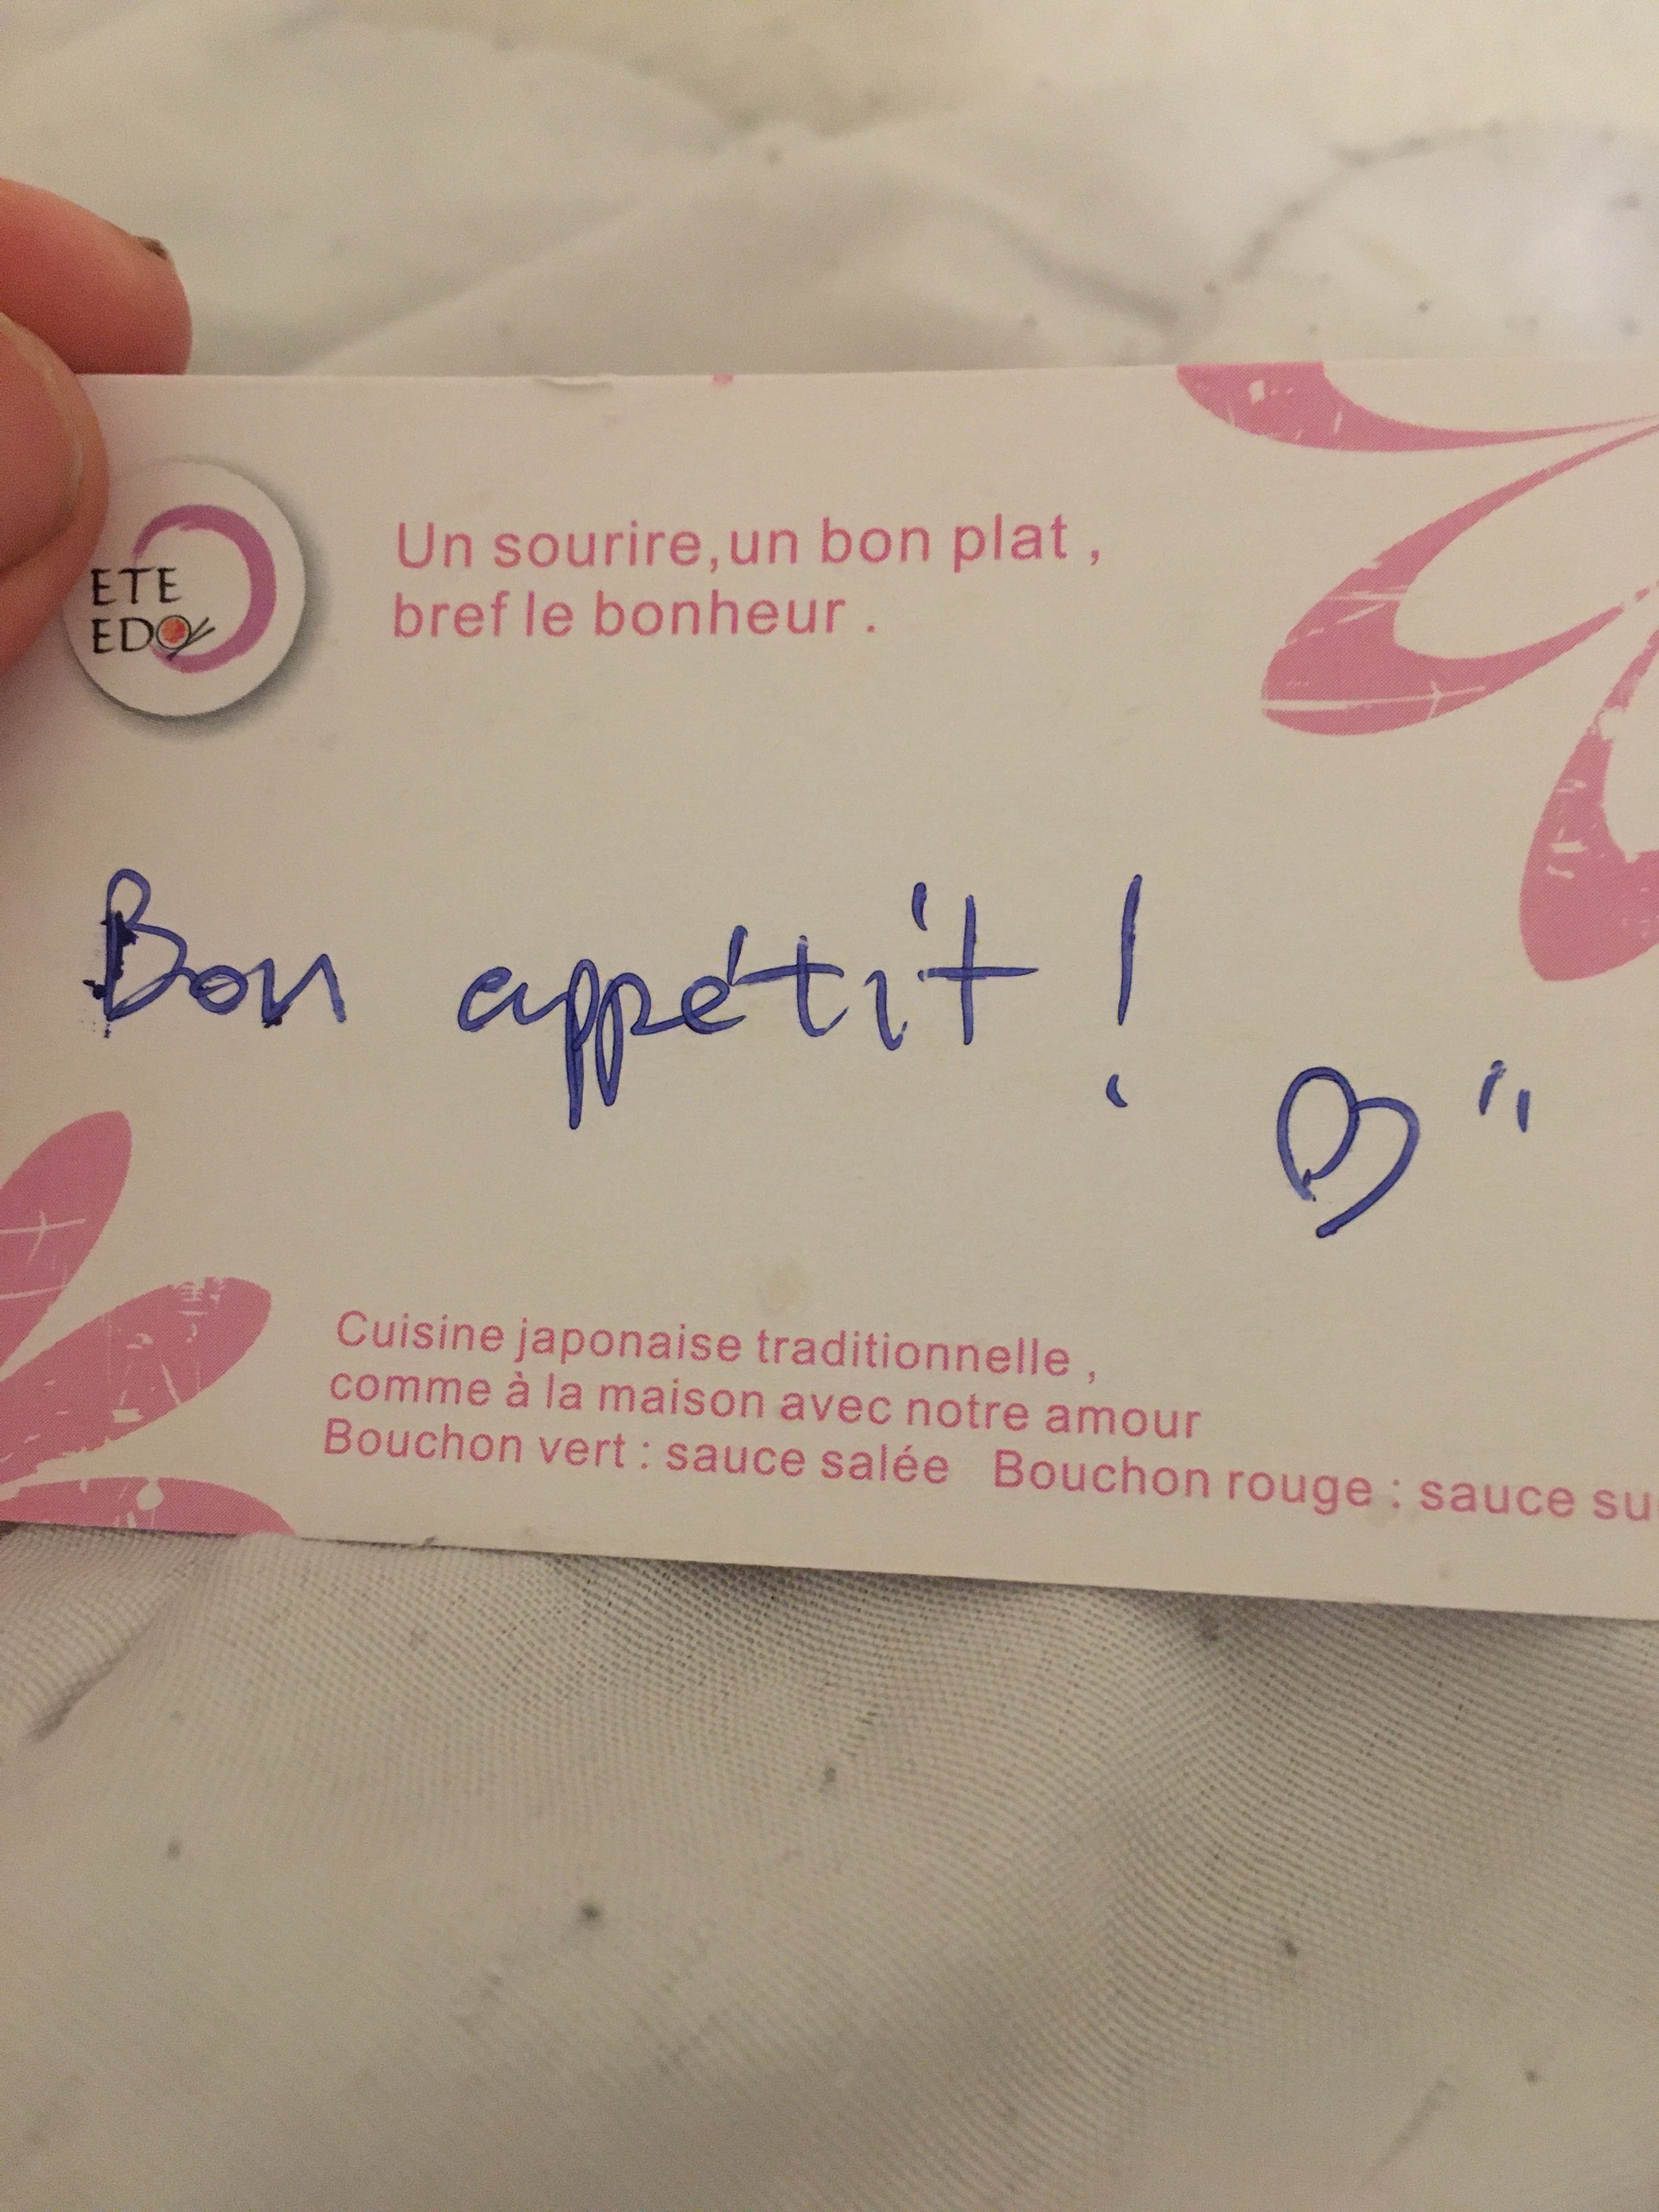 ETE
EDO
Un sourire,un bon plat ,
bref le bonheur .
Bon appétit !
Cuisine japonaise traditionnelle ,
comme à la maison avec notre amour
Bouchon vert : sauce salée Bouchon rouge : sauce su